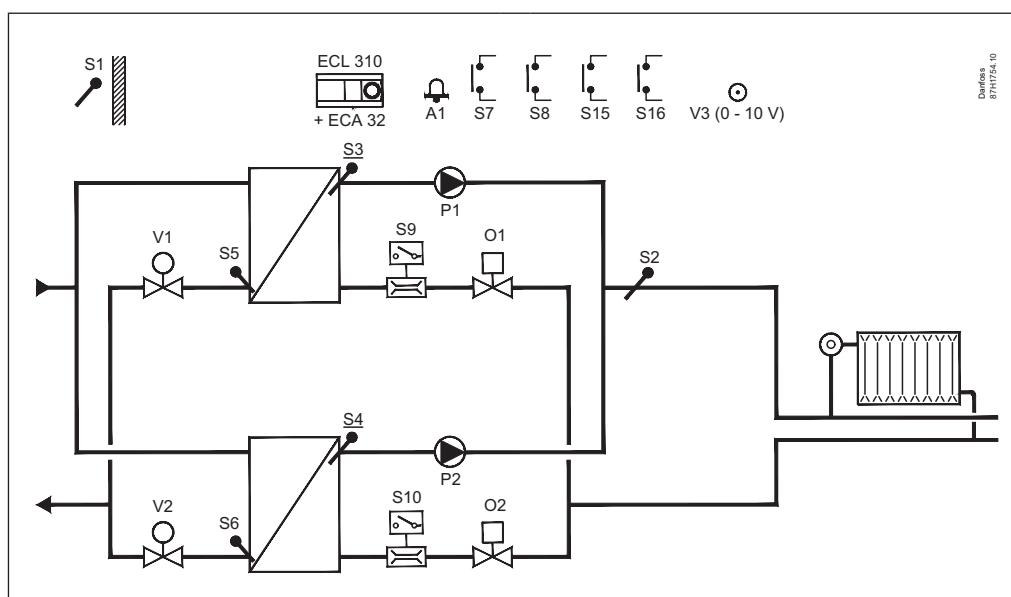 S1
ECL 310
+ ECA 32
A1
S7
S8
S15
S16
V3 (0 - 10 V)
Danfoss
87H1754.10
S3
P1
V1
S5
S9
O1
S2
S4
P2
V2
S6
S10
O2